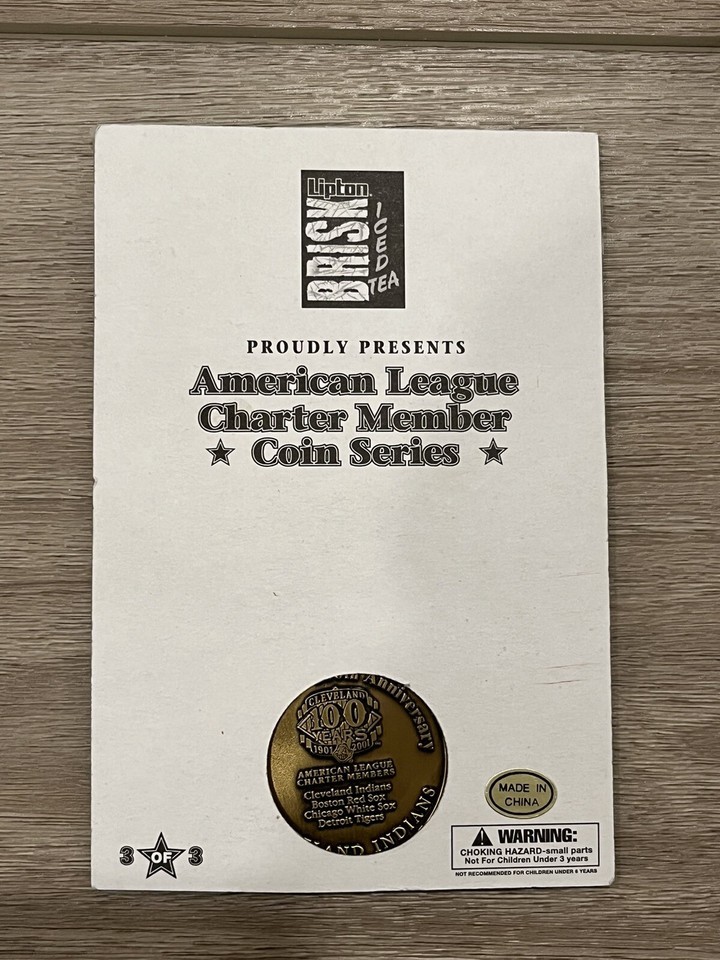 Lipton
BRISK
ICED
TEA
PROUDLY PRESENTS
American League
Charter Member
Coin Series
Anniversary
CLEVELAND
100
YEARS
1901 2001
AMERICAN LEAGUE
CHARTER MEMBERS
Cleveland Indians
Boston Red Sox
Chicago White Sox
Detroit Tigers
LAND INDIANS
3 OF 3
MADE IN
CHINA
WARNING:
CHOKING HAZARD-small parts
Not For Children Under 3 years
NOT RECOMMENDED FOR CHILDREN UNDER 6 YEARS